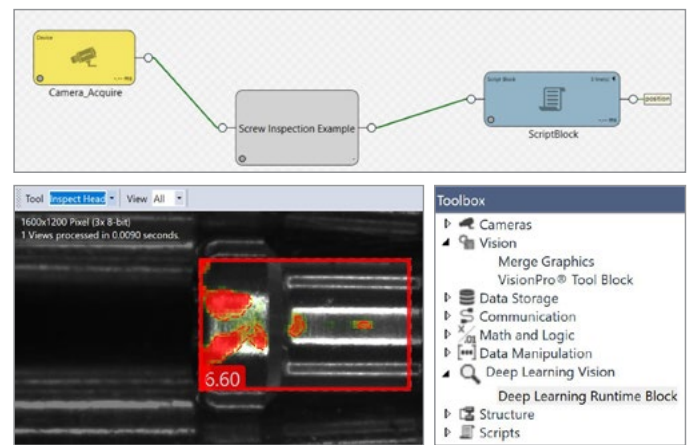 Device
Camera_Acquire
Screw Inspection Example
Script Block
ScriptBlock
position
Tool Inspect Head View All
1600x1200 Pixel (3x 8-bit)
1 Views processed in 0.0090 seconds.
6.60
Toolbox
Cameras
Vision
Merge Graphics
VisionPro® Tool Block
Data Storage
Communication
Math and Logic
Data Manipulation
Deep Learning Vision
Deep Learning Runtime Block
Structure
Scripts